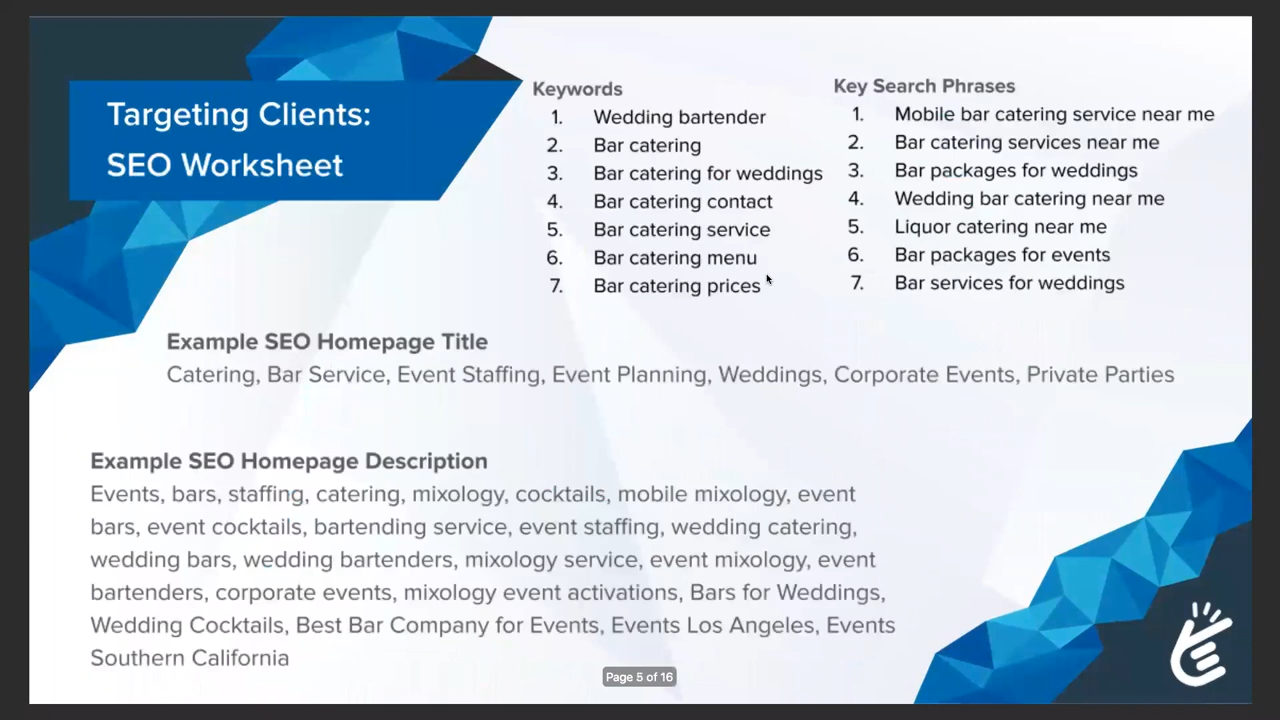 Targeting Clients:
SEO Worksheet
Keywords
1. Wedding bartender
2. Bar catering
3. Bar catering for weddings
4. Bar catering contact
5. Bar catering service
6. Bar catering menu
7. Bar catering prices
Key Search Phrases
1. Mobile bar catering service near me
2. Bar catering services near me
3. Bar packages for weddings
4. Wedding bar catering near me
5. Liquor catering near me
6. Bar packages for events
7. Bar services for weddings
Example SEO Homepage Title
Catering, Bar Service, Event Staffing, Event Planning, Weddings, Corporate Events, Private Parties
Example SEO Homepage Description
Events, bars, staffing, catering, mixology, cocktails, mobile mixology, event
bars, event cocktails, bartending service, event staffing, wedding catering,
wedding bars, wedding bartenders, mixology service, event mixology, event
bartenders, corporate events, mixology event activations, Bars for Weddings,
Wedding Cocktails, Best Bar Company for Events, Events Los Angeles, Events
Southern California
Page 5 of 16